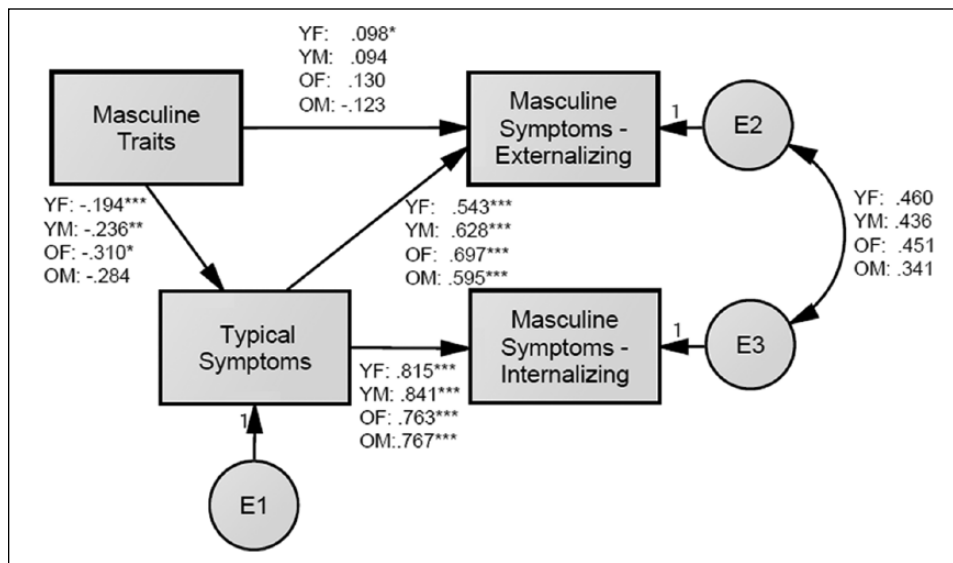 YF: .098*
YM: .094
OF: .130
OM: -.123
Masculine
Traits
Masculine
Symptoms -
Externalizing
1
E2
YF: -.194***
YM: -.236**
OF: -.310*
OM: -.284
YF: .543***
YM: .628***
OF: .697***
OM: .595***
YF: .460
YM: .436
OF: .451
OM: .341
Typical
Symptoms
Masculine
Symptoms -
Internalizing
1
E3
YF: .815***
YM: .841***
OF: .763***
OM:.767***
1
E1